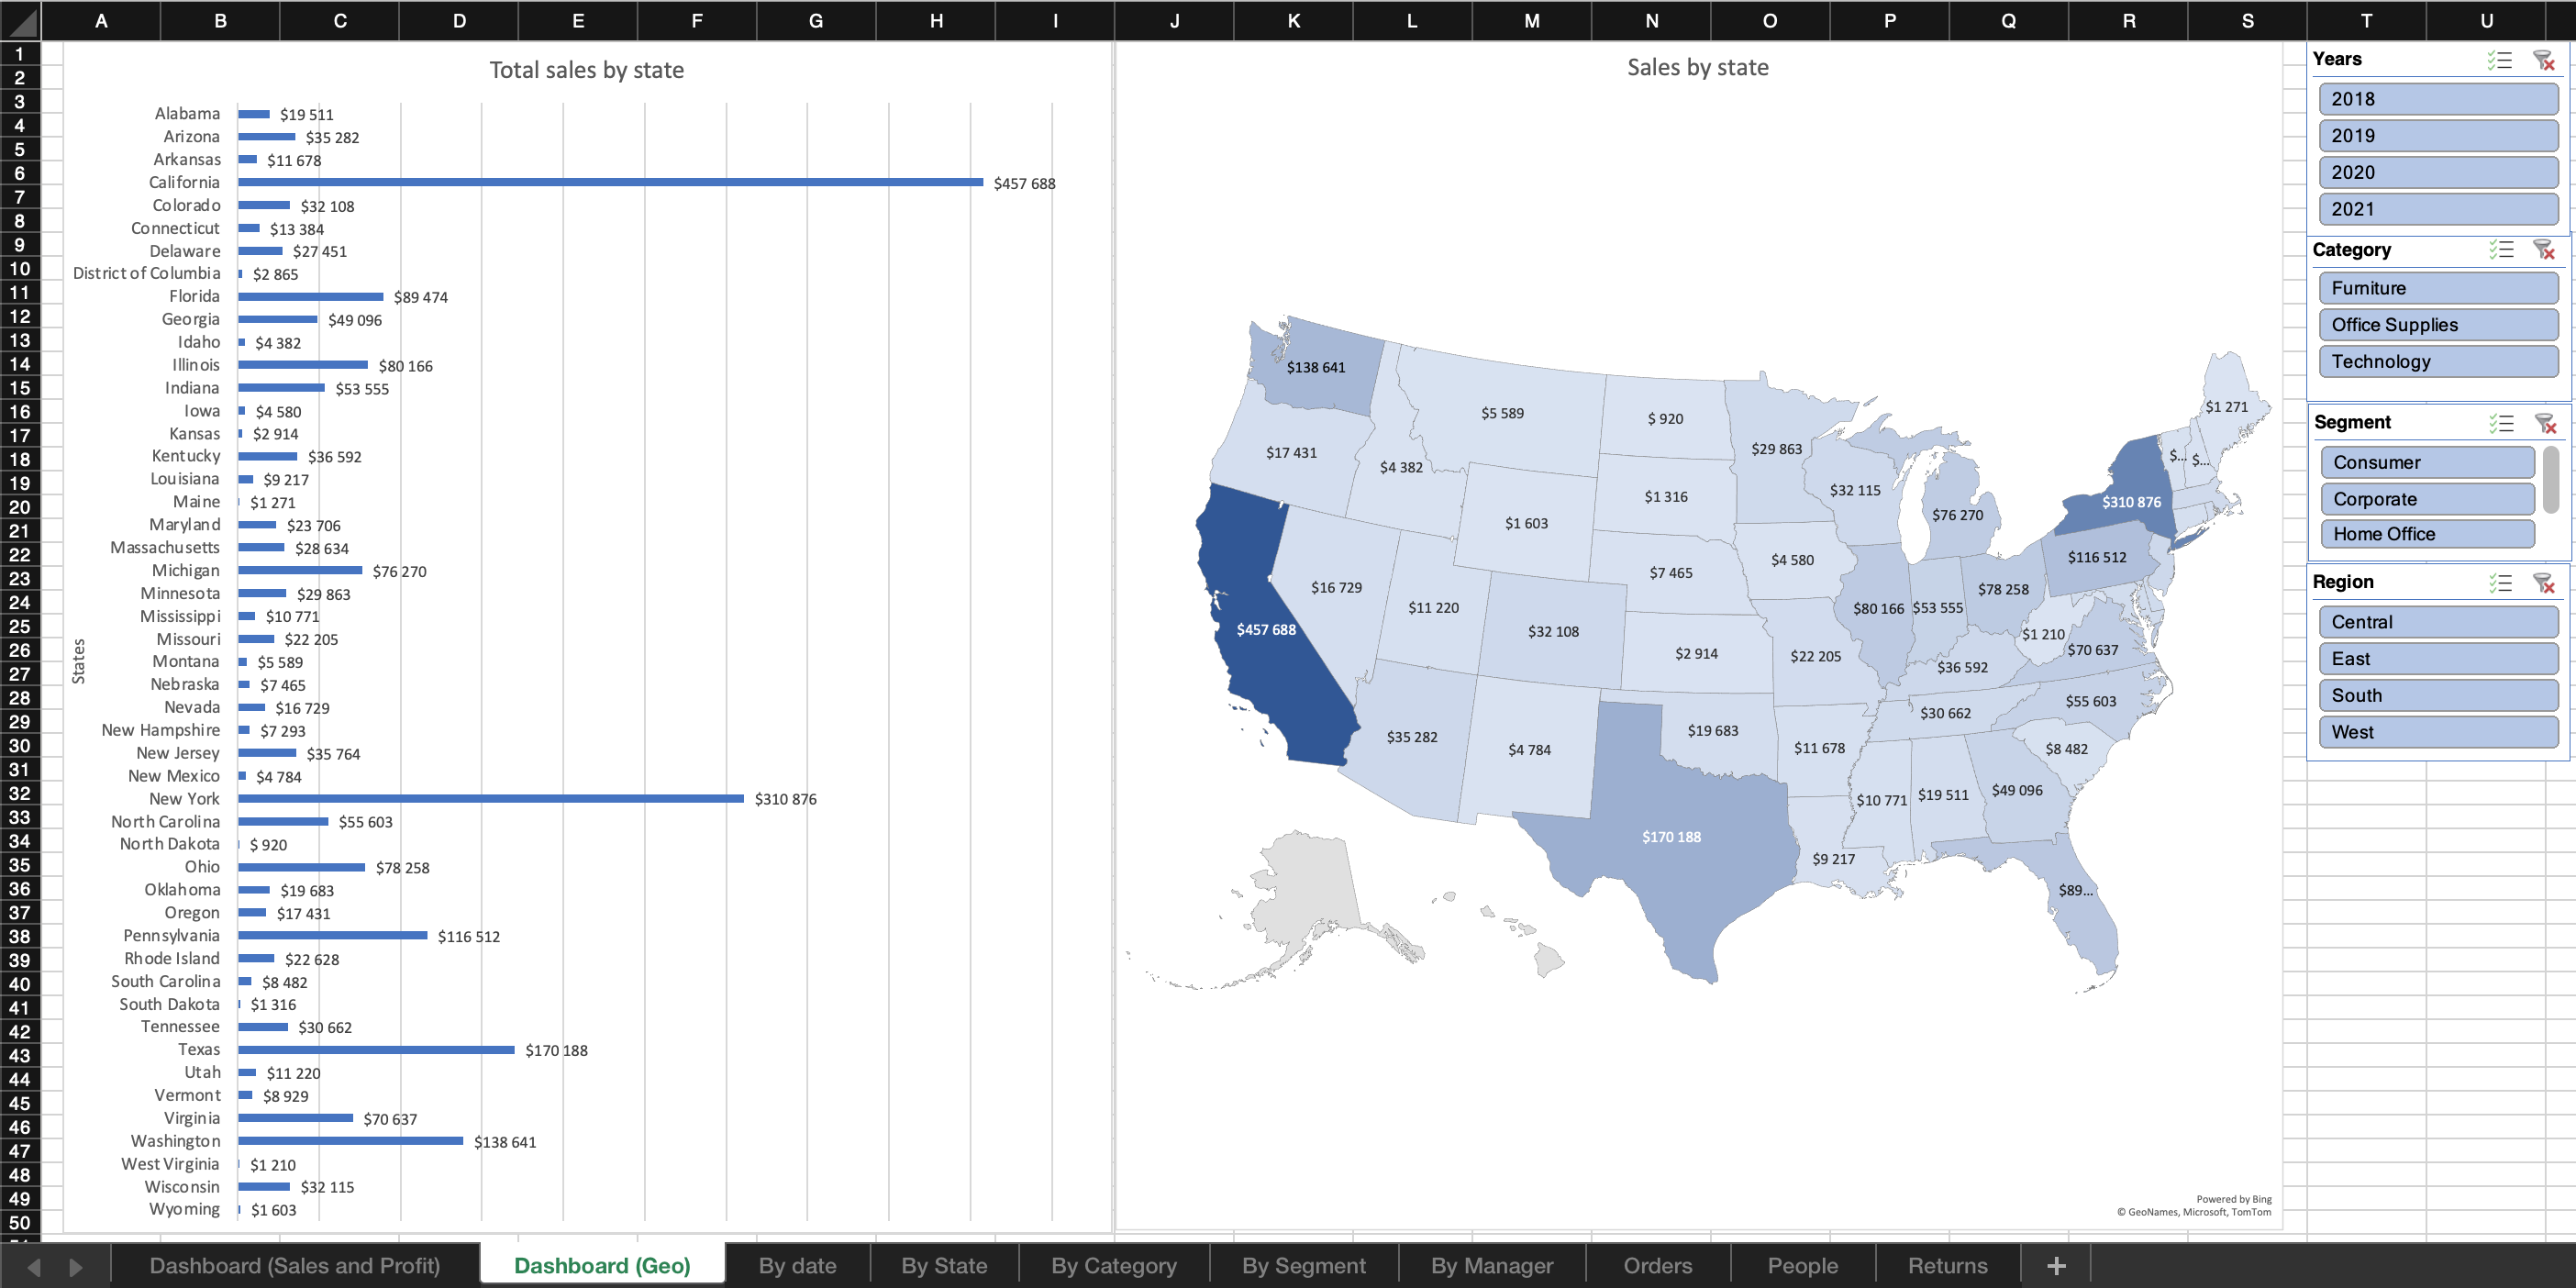 A B C D E F G H I J K L M N O P Q R S T U
1
2
3
4
5
6
7
8
9
10
11
12
13
14
15
16
17
18
19
20
21
22
23
24
25
26
27
28
29
30
31
32
33
34
35
36
37
38
39
40
41
42
43
44
45
46
47
48
49
50
Total sales by state
States
Alabama $19 511
Arizona $35 282
Arkansas $11 678
California $457 688
Colorado $32 108
Connecticut $13 384
Delaware $27 451
District of Columbia $2 865
Florida $89 474
Georgia $49 096
Idaho $4 382
Illinois $80 166
Indiana $53 555
Iowa $4 580
Kansas $2 914
Kentucky $36 592
Louisiana $9 217
Maine $1 271
Maryland $23 706
Massachusetts $28 634
Michigan $76 270
Minnesota $29 863
Mississippi $10 771
Missouri $22 205
Montana $5 589
Nebraska $7 465
Nevada $16 729
New Hampshire $7 293
New Jersey $35 764
New Mexico $4 784
New York $310 876
North Carolina $55 603
North Dakota $ 920
Ohio $78 258
Oklahoma $19 683
Oregon $17 431
Pennsylvania $116 512
Rhode Island $22 628
South Carolina $8 482
South Dakota $1 316
Tennessee $30 662
Texas $170 188
Utah $11 220
Vermont $8 929
Virginia $70 637
Washington $138 641
West Virginia $1 210
Wisconsin $32 115
Wyoming $1 603
Sales by state
$138 641
$5 589
$ 920
$1 271
$17 431
$4 382
$29 863
$... $...
$32 115
$1 316
$310 876
$1 603
$76 270
$16 729
$7 465
$4 580
$116 512
$78 258
$11 220
$80 166
$53 555
$457 688
$32 108
$1 210
$2 914
$22 205
$70 637
$36 592
$55 603
$30 662
$35 282
$4 784
$19 683
$11 678
$8 482
$10 771
$19 511
$49 096
$170 188
$9 217
$89...
Powered by Bing
© GeoNames, Microsoft, TomTom
Years
2018
2019
2020
2021
Category
Furniture
Office Supplies
Technology
Segment
Consumer
Corporate
Home Office
Region
Central
East
South
West
Dashboard (Sales and Profit) Dashboard (Geo) By date By State By Category By Segment By Manager Orders People Returns +